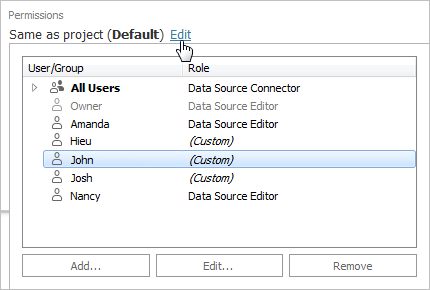 Permissions
Same as project (Default) Edit
User/Group Role
All Users Data Source Connector
Owner Data Source Editor
Amanda Data Source Editor
Hieu (Custom)
John (Custom)
Josh (Custom)
Nancy Data Source Editor
Add... Edit... Remove